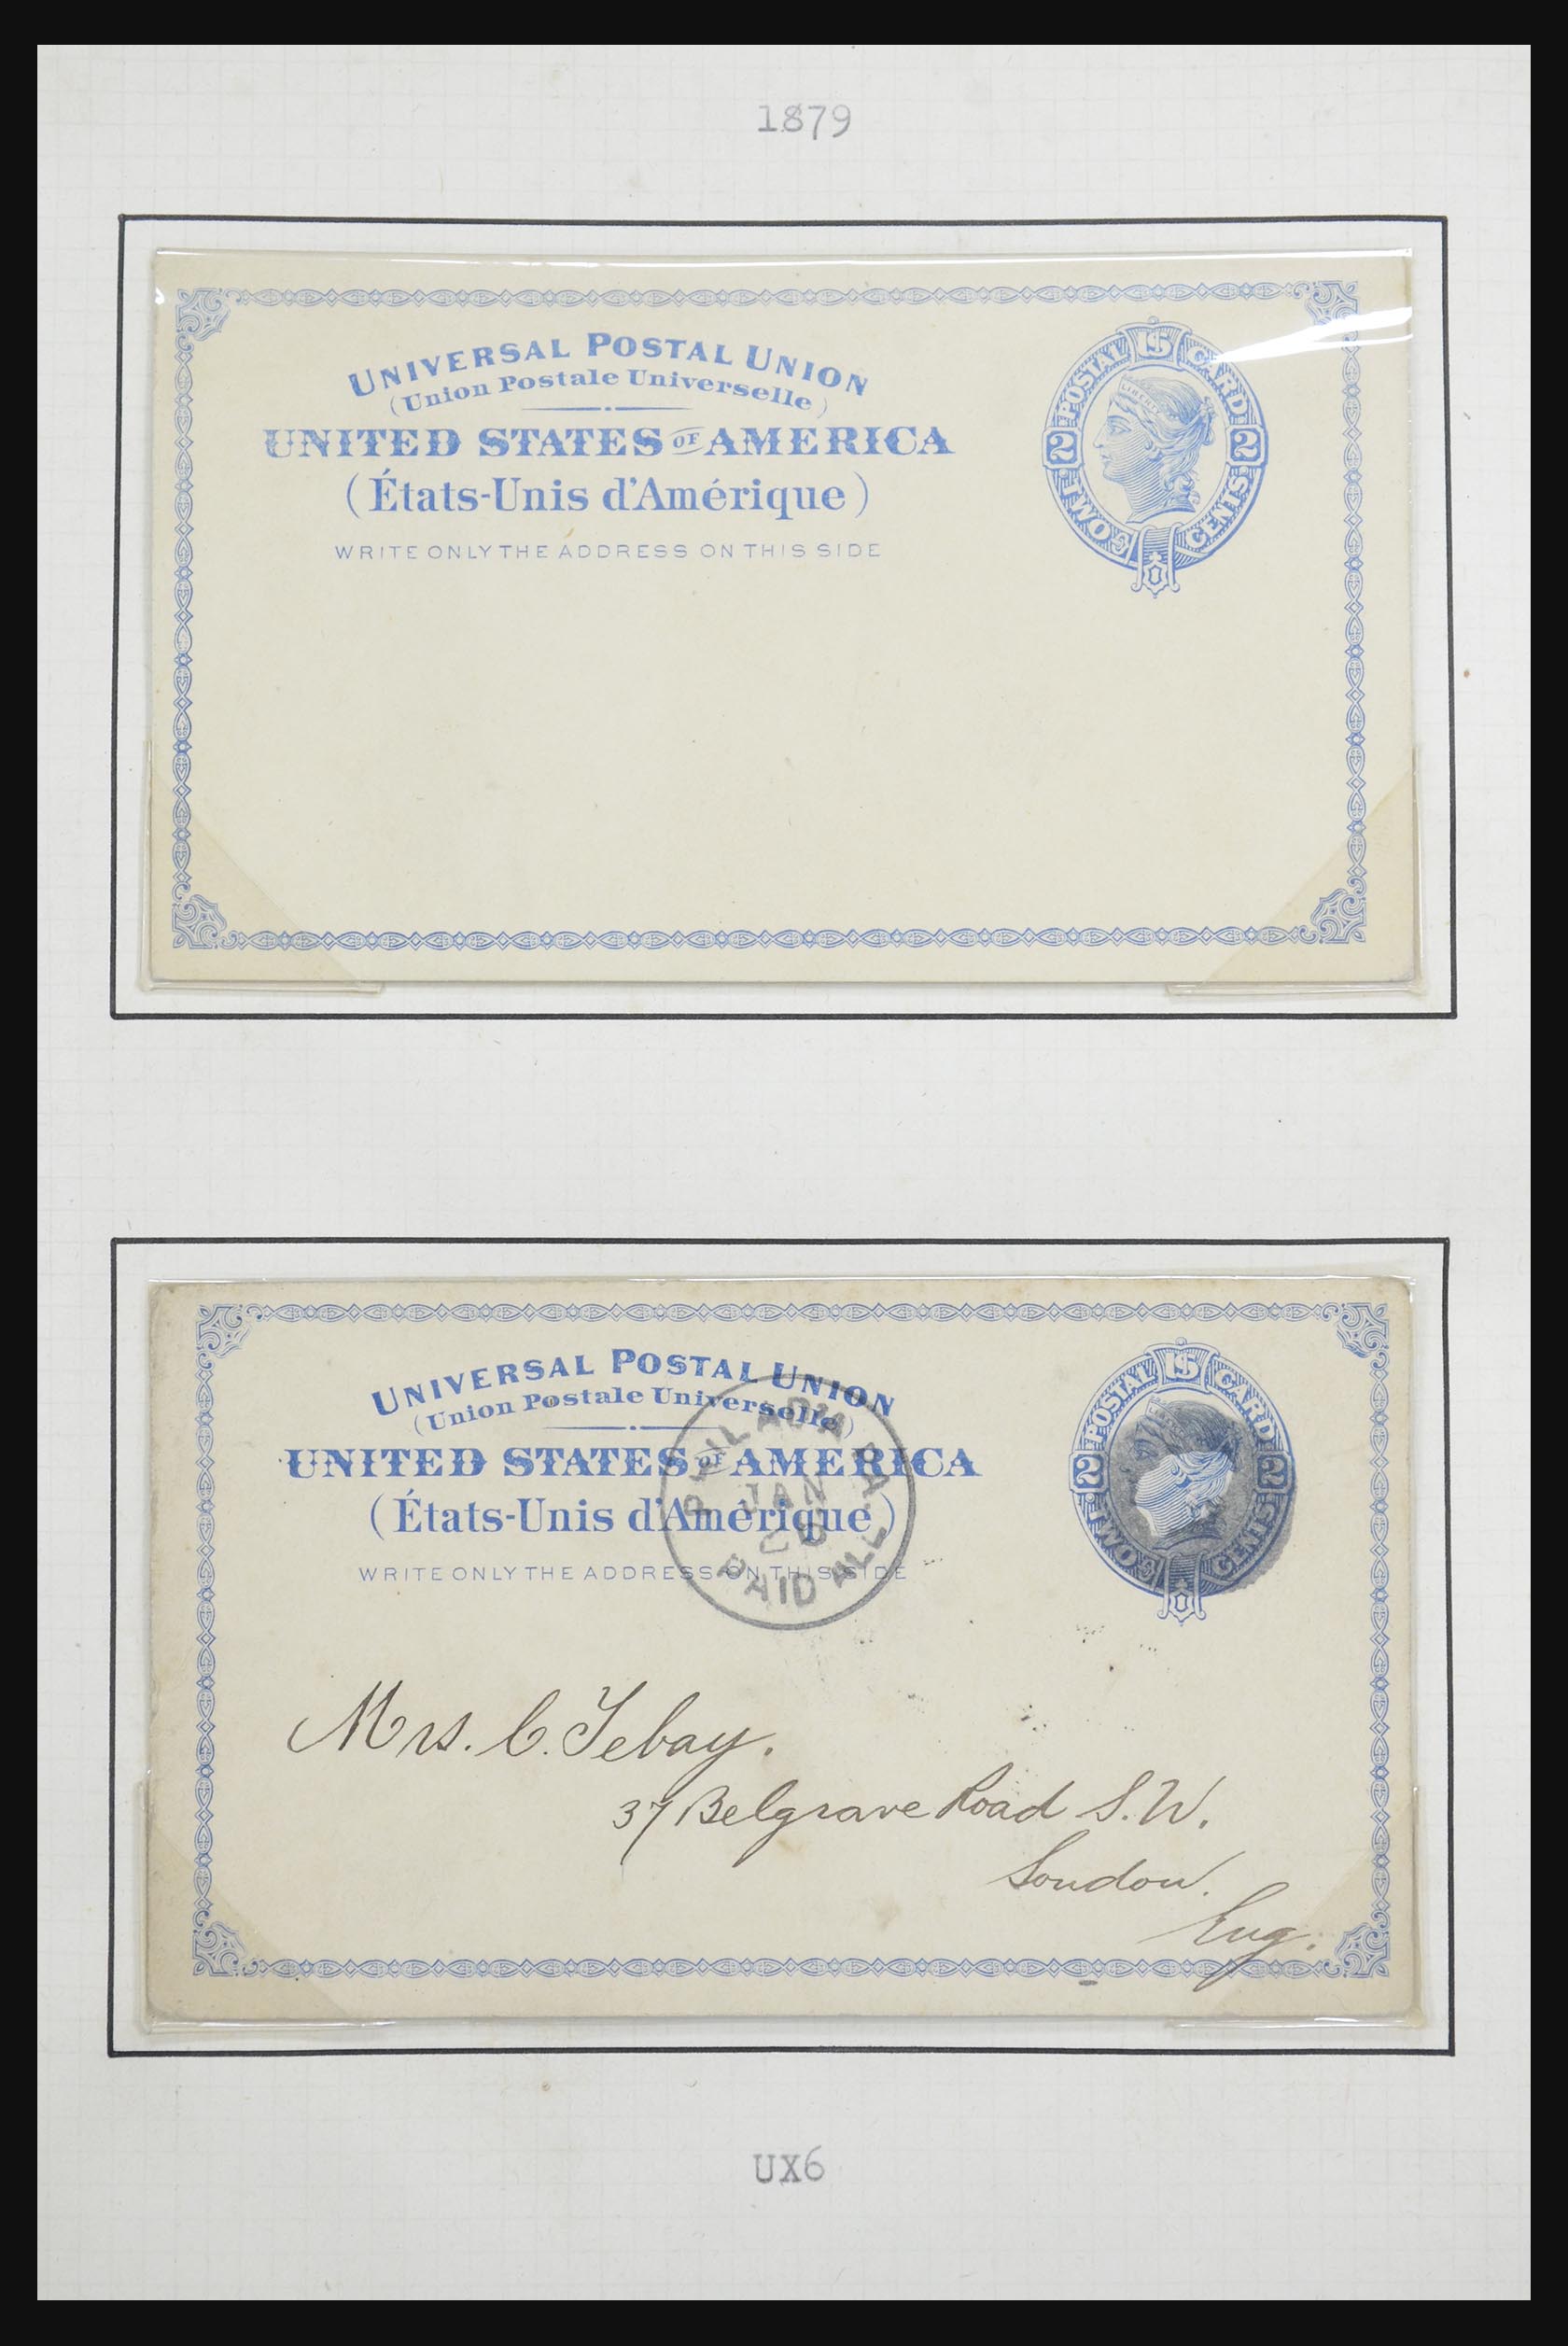 1879
UNIVERSAL POSTAL UNION
(Union Postale Universelle)
UNITED STATES OF AMERICA
(États-Unis d'Amérique)
WRITE ONLY THE ADDRESS ON THIS SIDE
POSTAL U.S. CARD
LIBERTY
2 2
TWO CENTS
UNIVERSAL POSTAL UNION
(Union Postale Universelle)
UNITED STATES OF AMERICA
(États-Unis d'Amérique)
WRITE ONLY THE ADDRESS ON THIS SIDE
POSTAL U.S. CARD
2 2
TWO CENTS
PHILAD'A PA
JAN
PAID ALL
Mrs. C. Tebay.
37 Belgrave Road S.W.
London.
Eng.
UX6